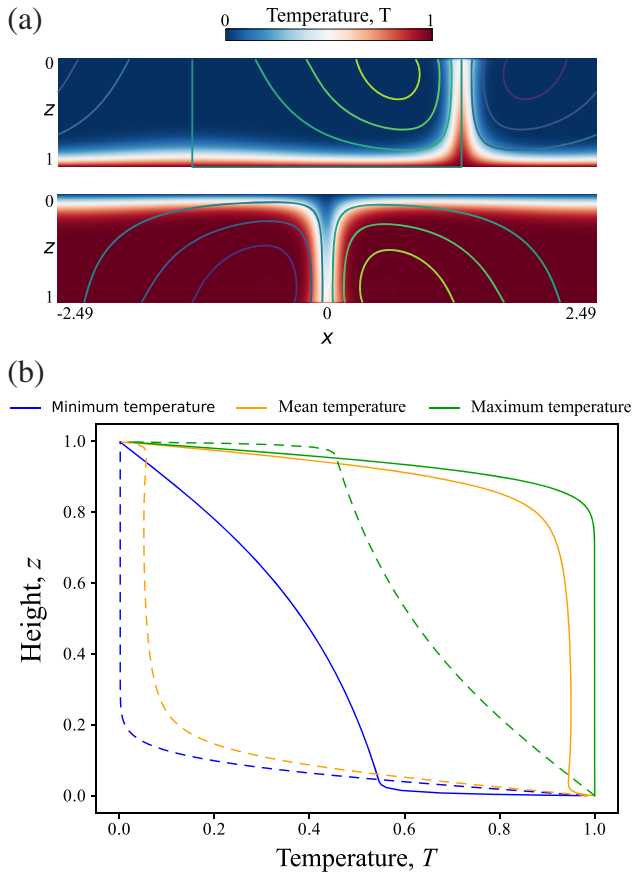 (a)
Temperature, T
0 1
0
z
1
0
z
1
-2.49 0 2.49
x
(b)
Minimum temperature Mean temperature Maximum temperature
1.0
0.8
0.6
0.4
0.2
0.0
Height, z
0.0 0.2 0.4 0.6 0.8 1.0
Temperature, T